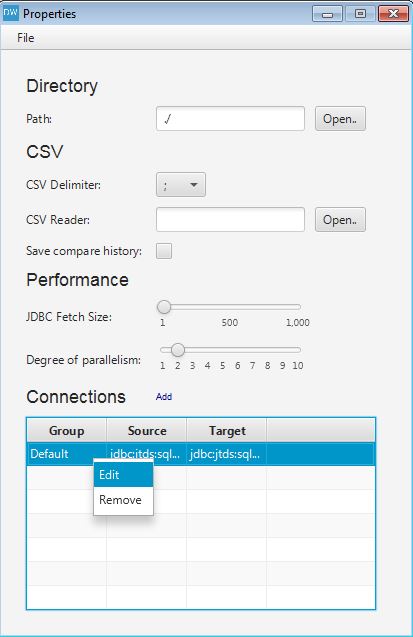 DW Properties
File
Directory
Path: ./ Open..
CSV
CSV Delimiter: ;
CSV Reader: Open..
Save compare history:
Performance
JDBC Fetch Size:
1 500 1,000
Degree of parallelism:
1 2 3 4 5 6 7 8 9 10
Connections Add
Group Source Target
Default jdbc:jtds:sql... jdbc:jtds:sql...
Edit
Remove